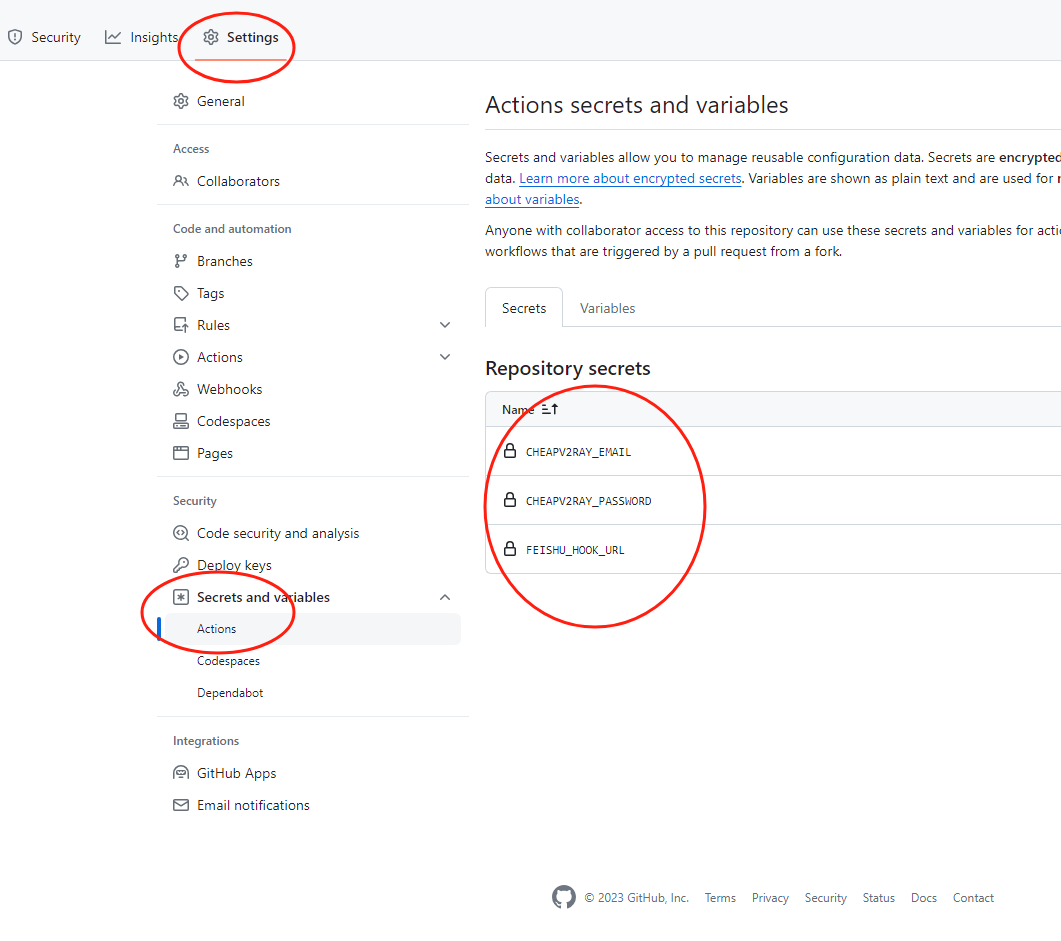 Security Insights Settings
General
Access
Collaborators
Code and automation
Branches
Tags
Rules
Actions
Webhooks
Codespaces
Pages
Security
Code security and analysis
Deploy keys
Secrets and variables
Actions
Codespaces
Dependabot
Integrations
GitHub Apps
Email notifications
Actions secrets and variables
Secrets and variables allow you to manage reusable configuration data. Secrets are encrypted
data. Learn more about encrypted secrets. Variables are shown as plain text and are used for
about variables.
Anyone with collaborator access to this repository can use these secrets and variables for
workflows that are triggered by a pull request from a fork.
Secrets Variables
Repository secrets
Name
CHEAPV2RAY_EMAIL
CHEAPV2RAY_PASSWORD
FEISHU_HOOK_URL
© 2023 GitHub, Inc. Terms Privacy Security Status Docs Contact